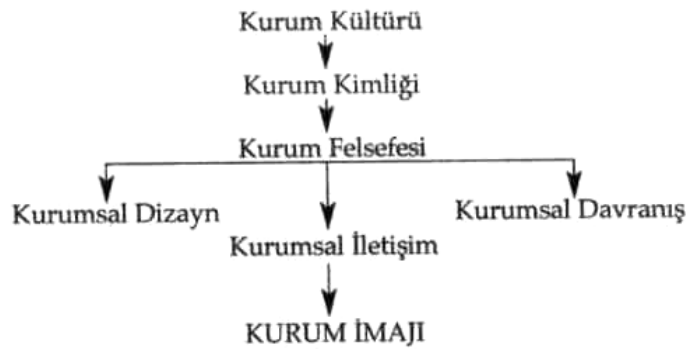 Kurum Kültürü
Kurum Kimliği
Kurum Felsefesi
Kurumsal Dizayn
Kurumsal Davranış
Kurumsal İletişim
KURUM İMAJI